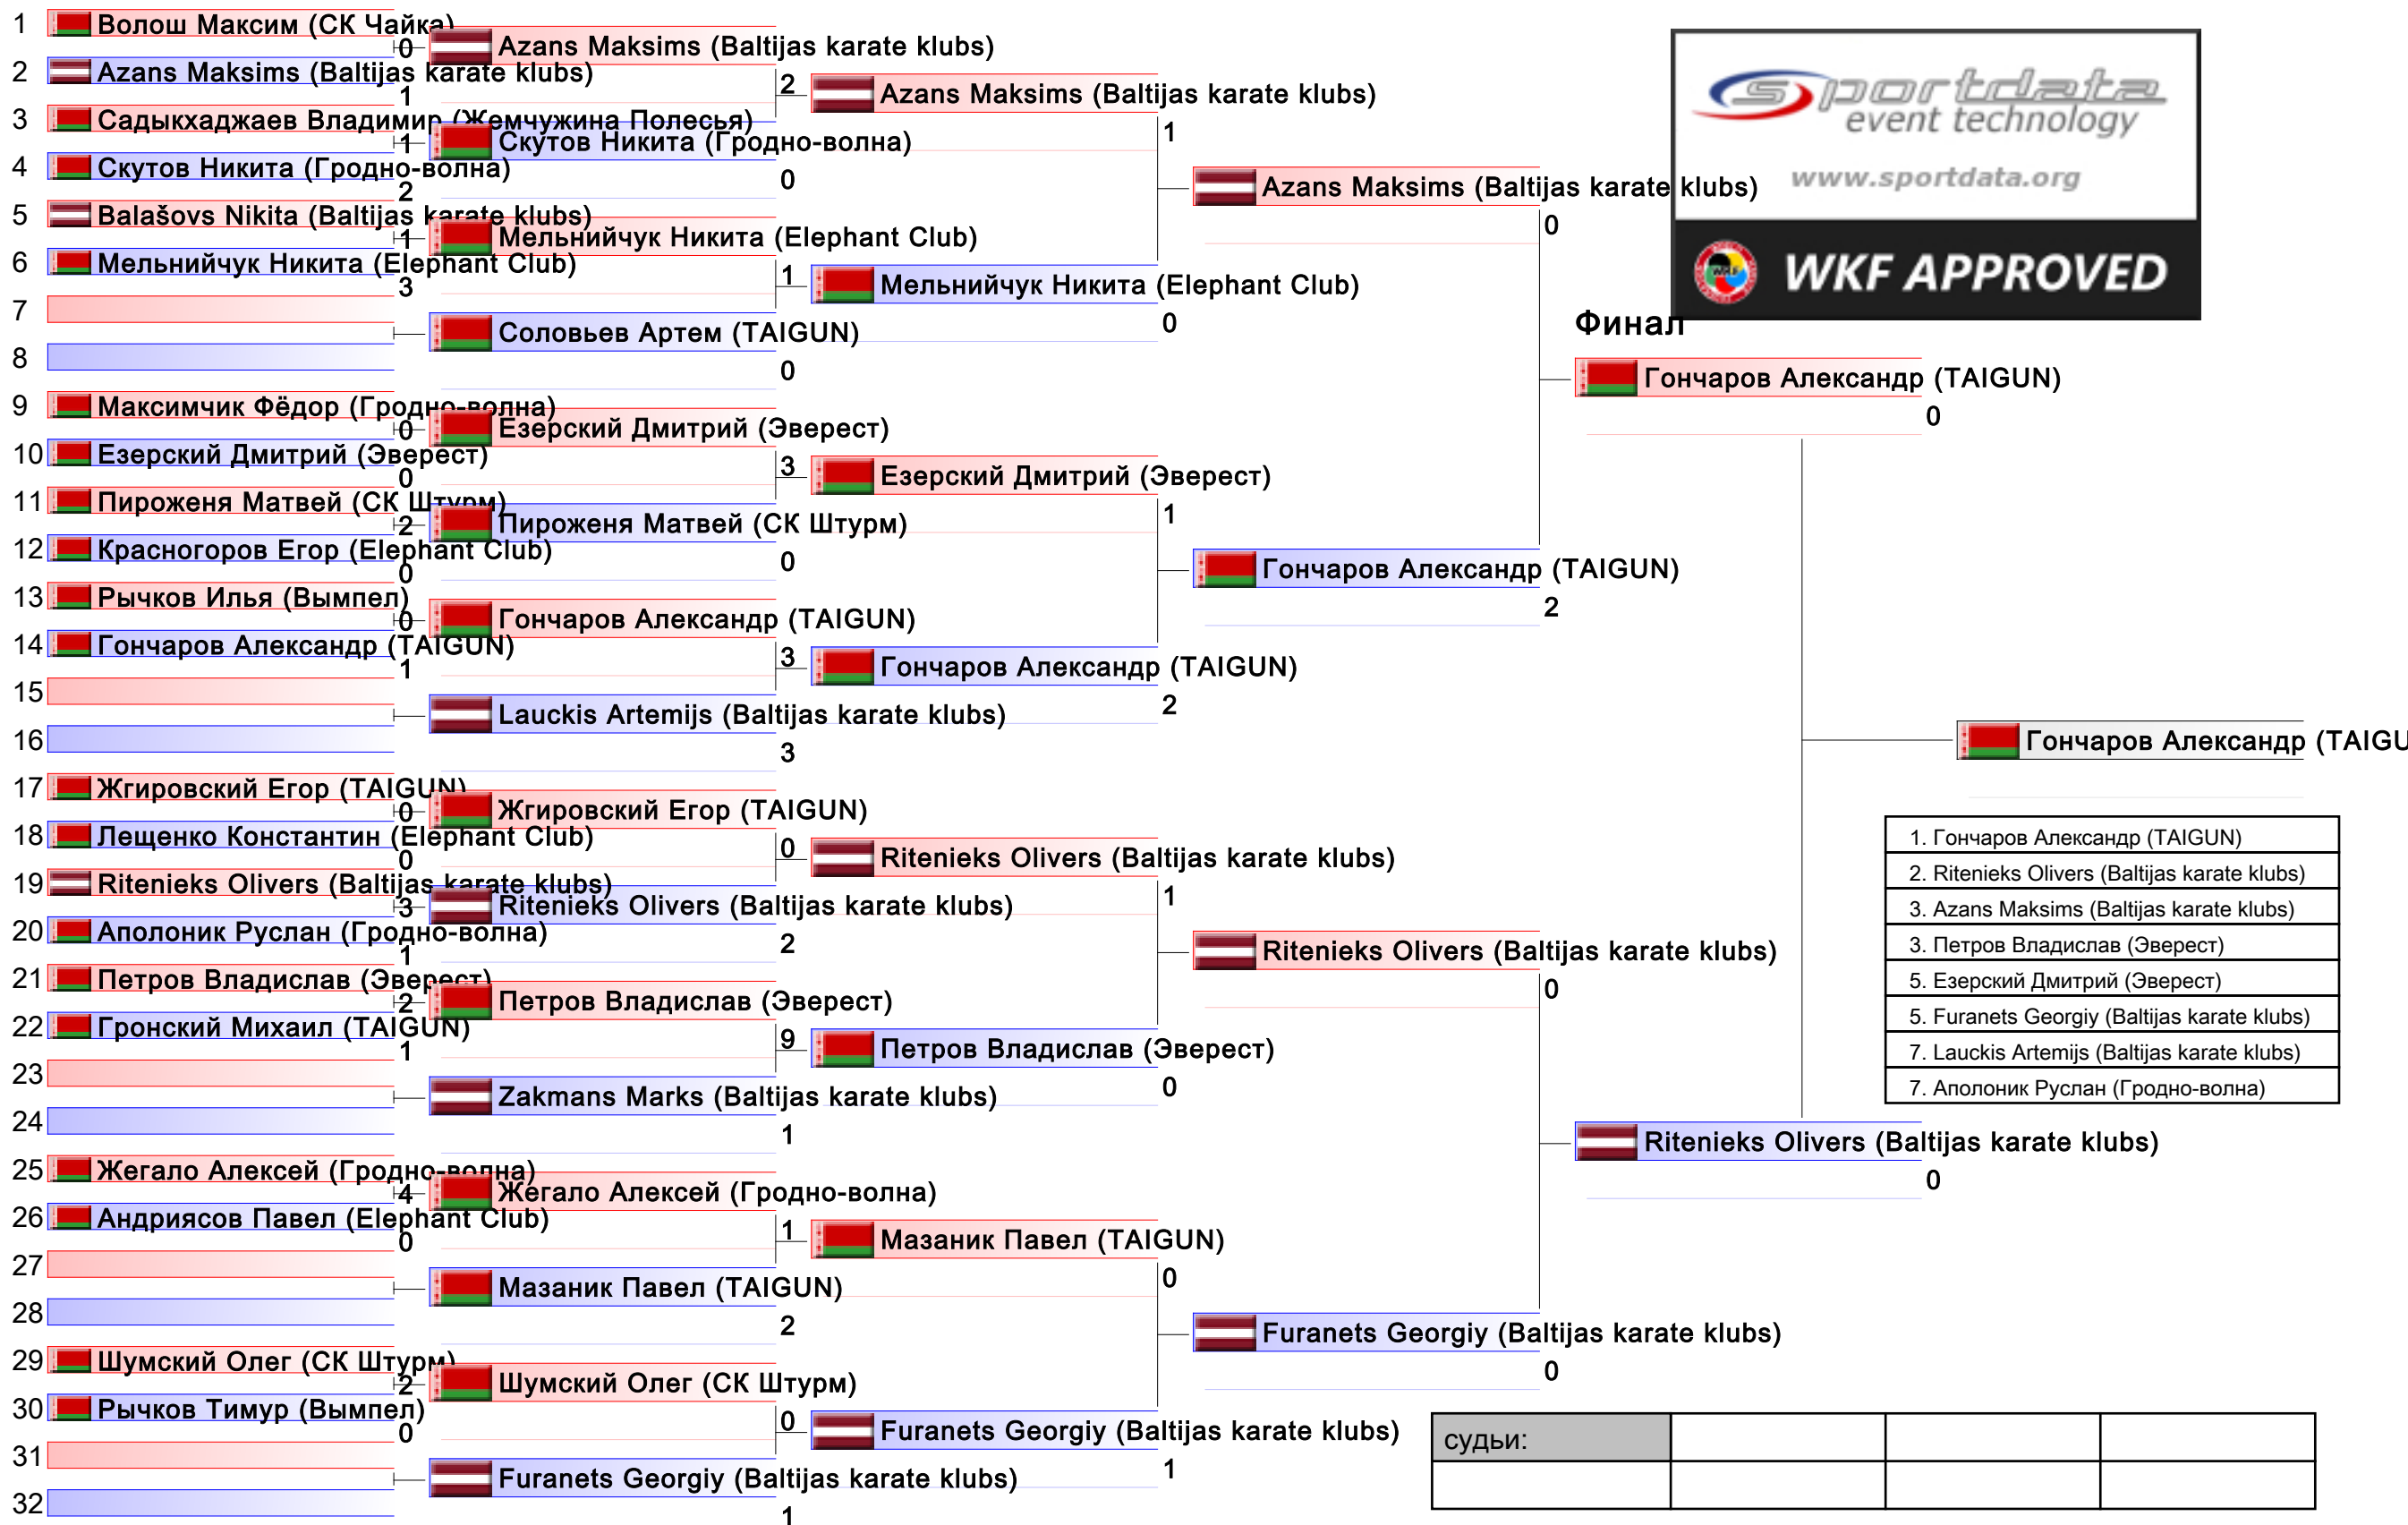 1 Волош Максим (СК Чайка)
0
2 Azans Maksims (Baltijas karate klubs)
1
3 Садыкхаджаев Владимир (Жемчужина Полесья)
1
4 Скутов Никита (Гродно-волна)
2
5 Balašovs Nikita (Baltijas karate klubs)
1
6 Мельнийчук Никита (Elephant Club)
3
7
8
9 Максимчик Фёдор (Гродно-волна)
0
10 Езерский Дмитрий (Эверест)
0
11 Пироженя Матвей (СК Штурм)
2
12 Красногоров Егор (Elephant Club)
0
13 Рычков Илья (Вымпел)
0
14 Гончаров Александр (TAIGUN)
1
15
16
17 Жгировский Егор (TAIGUN)
0
18 Лещенко Константин (Elephant Club)
0
19 Ritenieks Olivers (Baltijas karate klubs)
3
20 Аполоник Руслан (Гродно-волна)
1
21 Петров Владислав (Эверест)
2
22 Гронский Михаил (TAIGUN)
1
23
24
25 Жегало Алексей (Гродно-волна)
4
26 Андриясов Павел (Elephant Club)
0
27
28
29 Шумский Олег (СК Штурм)
2
30 Рычков Тимур (Вымпел)
0
31
32
Azans Maksims (Baltijas karate klubs)
2
Скутов Никита (Гродно-волна)
0
Мельнийчук Никита (Elephant Club)
1
Соловьев Артем (TAIGUN)
0
Езерский Дмитрий (Эверест)
3
Пироженя Матвей (СК Штурм)
0
Гончаров Александр (TAIGUN)
3
Lauckis Artemijs (Baltijas karate klubs)
3
Жгировский Егор (TAIGUN)
0
Ritenieks Olivers (Baltijas karate klubs)
2
Петров Владислав (Эверест)
9
Zakmans Marks (Baltijas karate klubs)
1
Жегало Алексей (Гродно-волна)
1
Мазаник Павел (TAIGUN)
2
Шумский Олег (СК Штурм)
0
Furanets Georgiy (Baltijas karate klubs)
1
Azans Maksims (Baltijas karate klubs)
1
Мельнийчук Никита (Elephant Club)
0
Езерский Дмитрий (Эверест)
1
Гончаров Александр (TAIGUN)
2
Ritenieks Olivers (Baltijas karate klubs)
1
Петров Владислав (Эверест)
0
Мазаник Павел (TAIGUN)
0
Furanets Georgiy (Baltijas karate klubs)
1
Azans Maksims (Baltijas karate klubs)
0
Гончаров Александр (TAIGUN)
2
Ritenieks Olivers (Baltijas karate klubs)
0
Furanets Georgiy (Baltijas karate klubs)
0
sportdata
event technology
www.sportdata.org
WKF
WKF APPROVED
Финал
Гончаров Александр (TAIGUN)
0
Ritenieks Olivers (Baltijas karate klubs)
0
Гончаров Александр (TAIGU
1. Гончаров Александр (TAIGUN)
2. Ritenieks Olivers (Baltijas karate klubs)
3. Azans Maksims (Baltijas karate klubs)
3. Петров Владислав (Эверест)
5. Езерский Дмитрий (Эверест)
5. Furanets Georgiy (Baltijas karate klubs)
7. Lauckis Artemijs (Baltijas karate klubs)
7. Аполоник Руслан (Гродно-волна)
судьи: